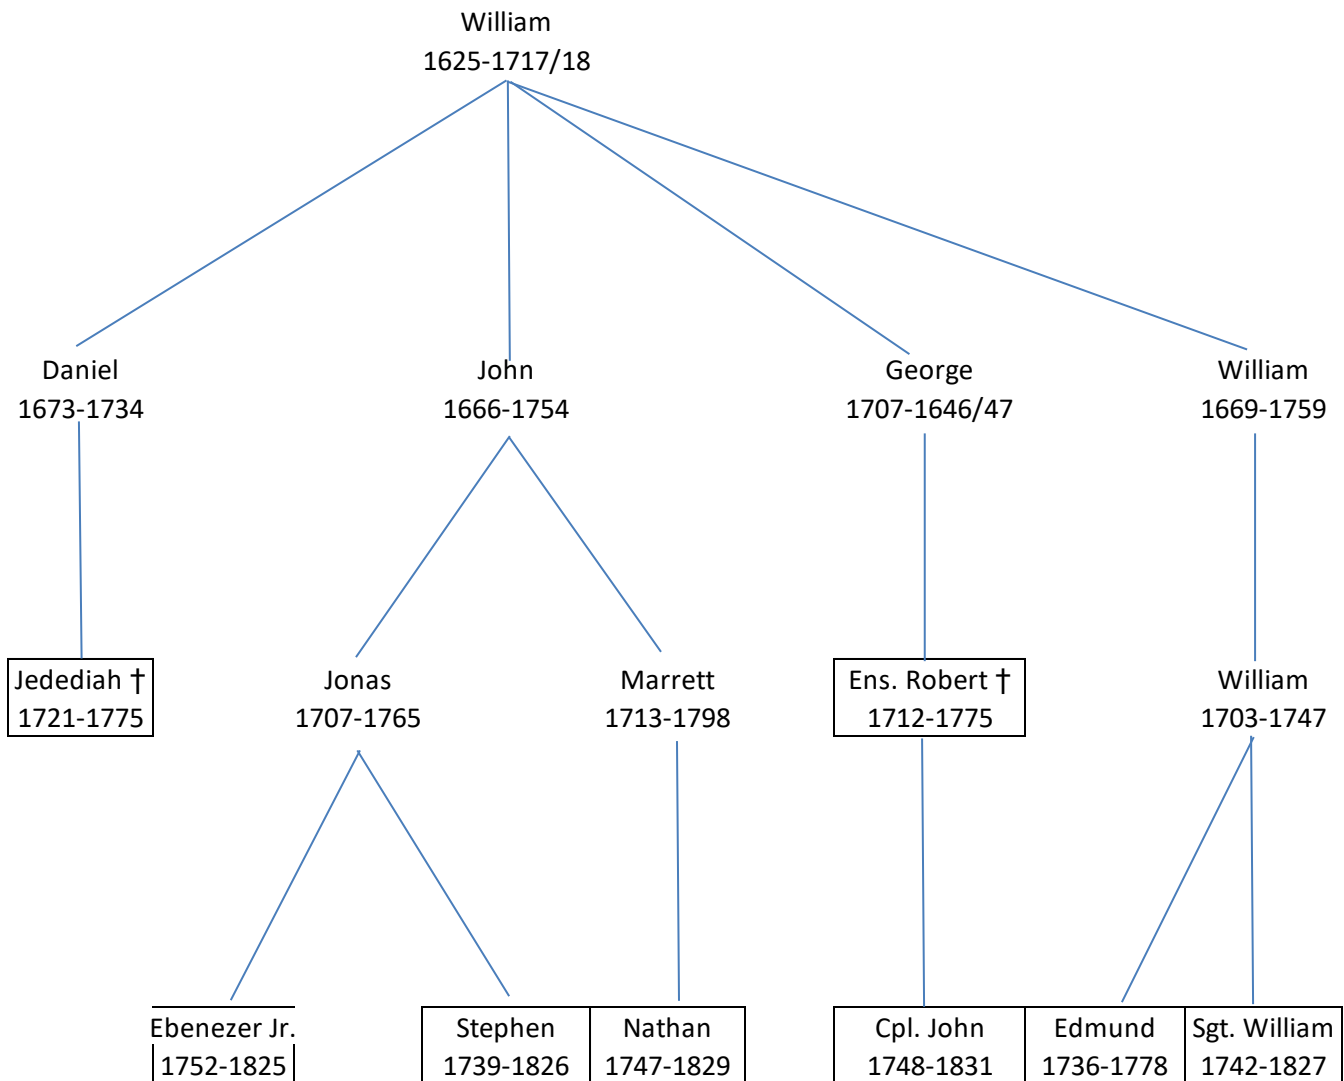 William
1625-1717/18
Daniel
1673-1734
John
1666-1754
George
1707-1646/47
William
1669-1759
Jedediah †
1721-1775
Jonas
1707-1765
Marrett
1713-1798
Ens. Robert †
1712-1775
William
1703-1747
Ebenezer Jr.
1752-1825
Stephen
1739-1826
Nathan
1747-1829
Cpl. John
1748-1831
Edmund
1736-1778
Sgt. William
1742-1827